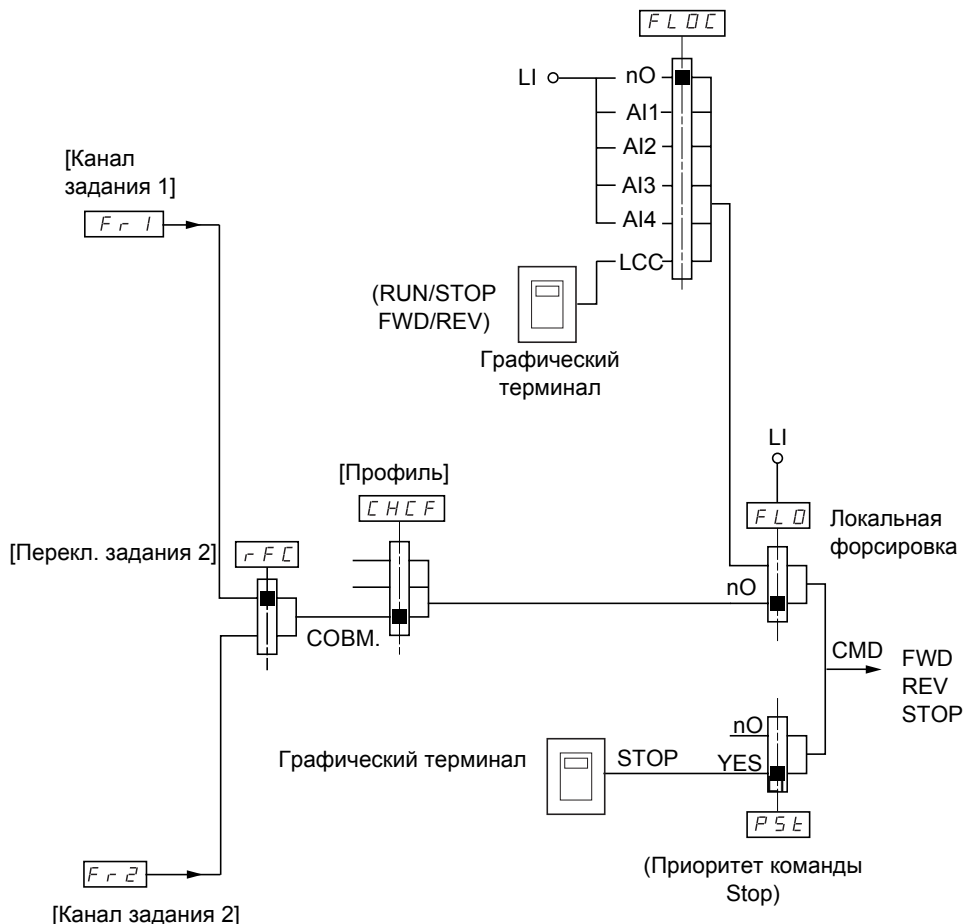 FLOC
LI
nO
AI1
AI2
AI3
AI4
LCC
[Канал
задания 1]
Fr1
(RUN/STOP
FWD/REV)
Графический
терминал
LI
[Профиль]
CHCF
FLO
Локальная
форсировка
[Перекл. задания 2]
rFC
nO
СОВМ.
CMD
FWD
REV
STOP
nO
Графический терминал
STOP
YES
PSt
(Приоритет команды
Stop)
Fr2
[Канал задания 2]